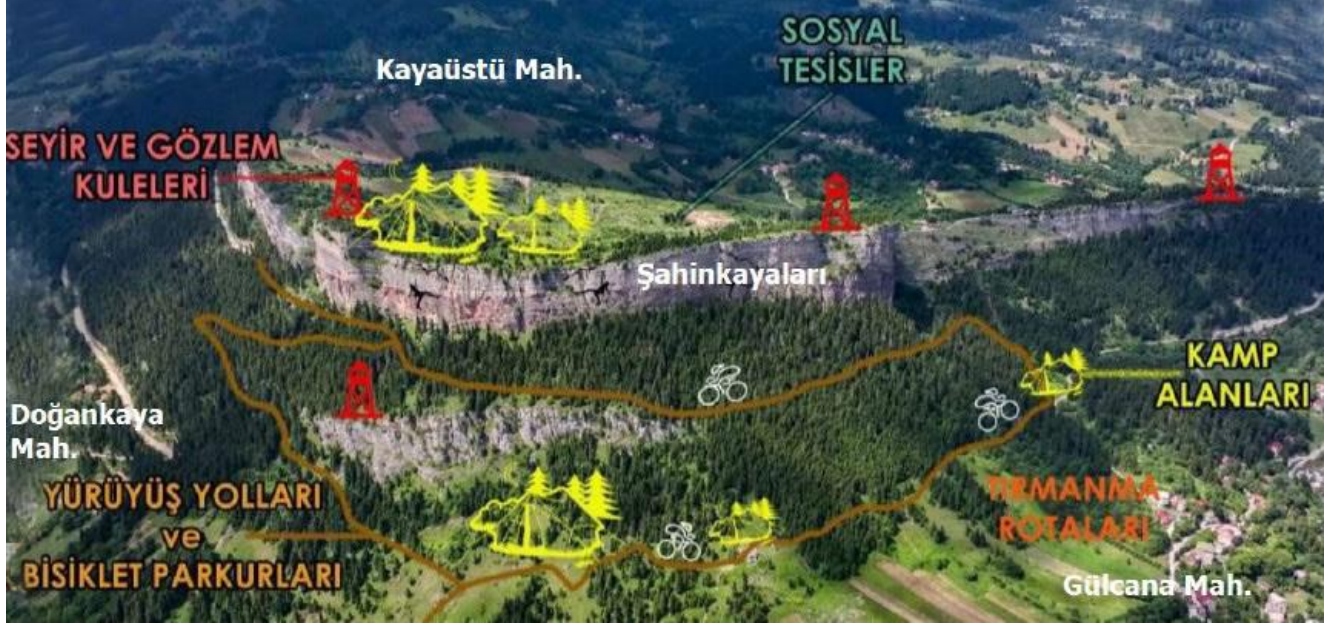 SOSYAL
TESİSLER
Kayaüstü Mah.
SEYİR VE GÖZLEM
KULELERİ
Şahinkayaları
KAMP
ALANLARI
Doğankaya
Mah.
YÜRÜYÜŞ YOLLARI
ve
BİSİKLET PARKURLARI
TIRMANMA
ROTALARI
Gülcana Mah.